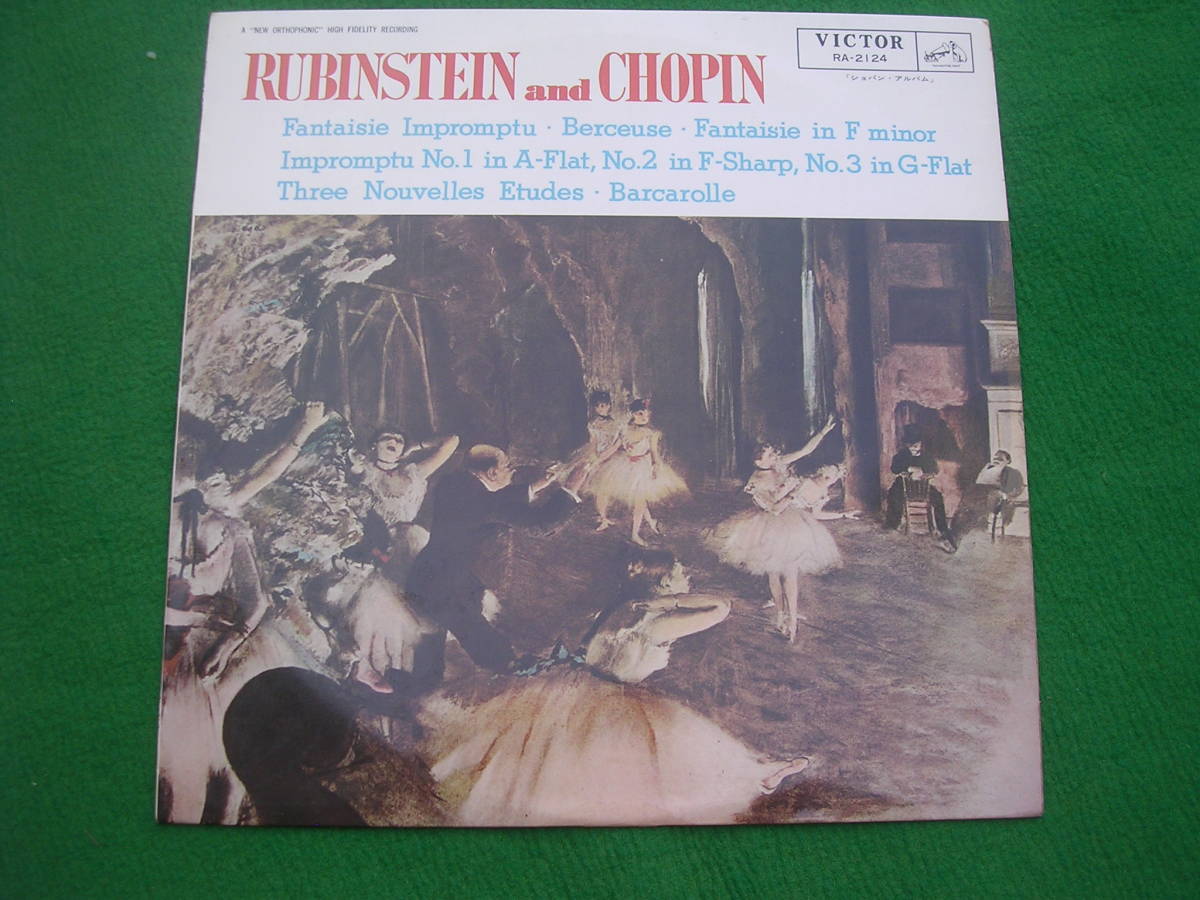 A "NEW ORTHOPHONIC" HIGH FIDELITY RECORDING
VICTOR
RA-2124
「ショパン・アルバム」
RUBINSTEIN and CHOPIN
Fantaisie Impromptu · Berceuse · Fantaisie in F minor
Impromptu No.1 in A-Flat, No.2 in F-Sharp, No.3 in G-Flat
Three Nouvelles Etudes · Barcarolle